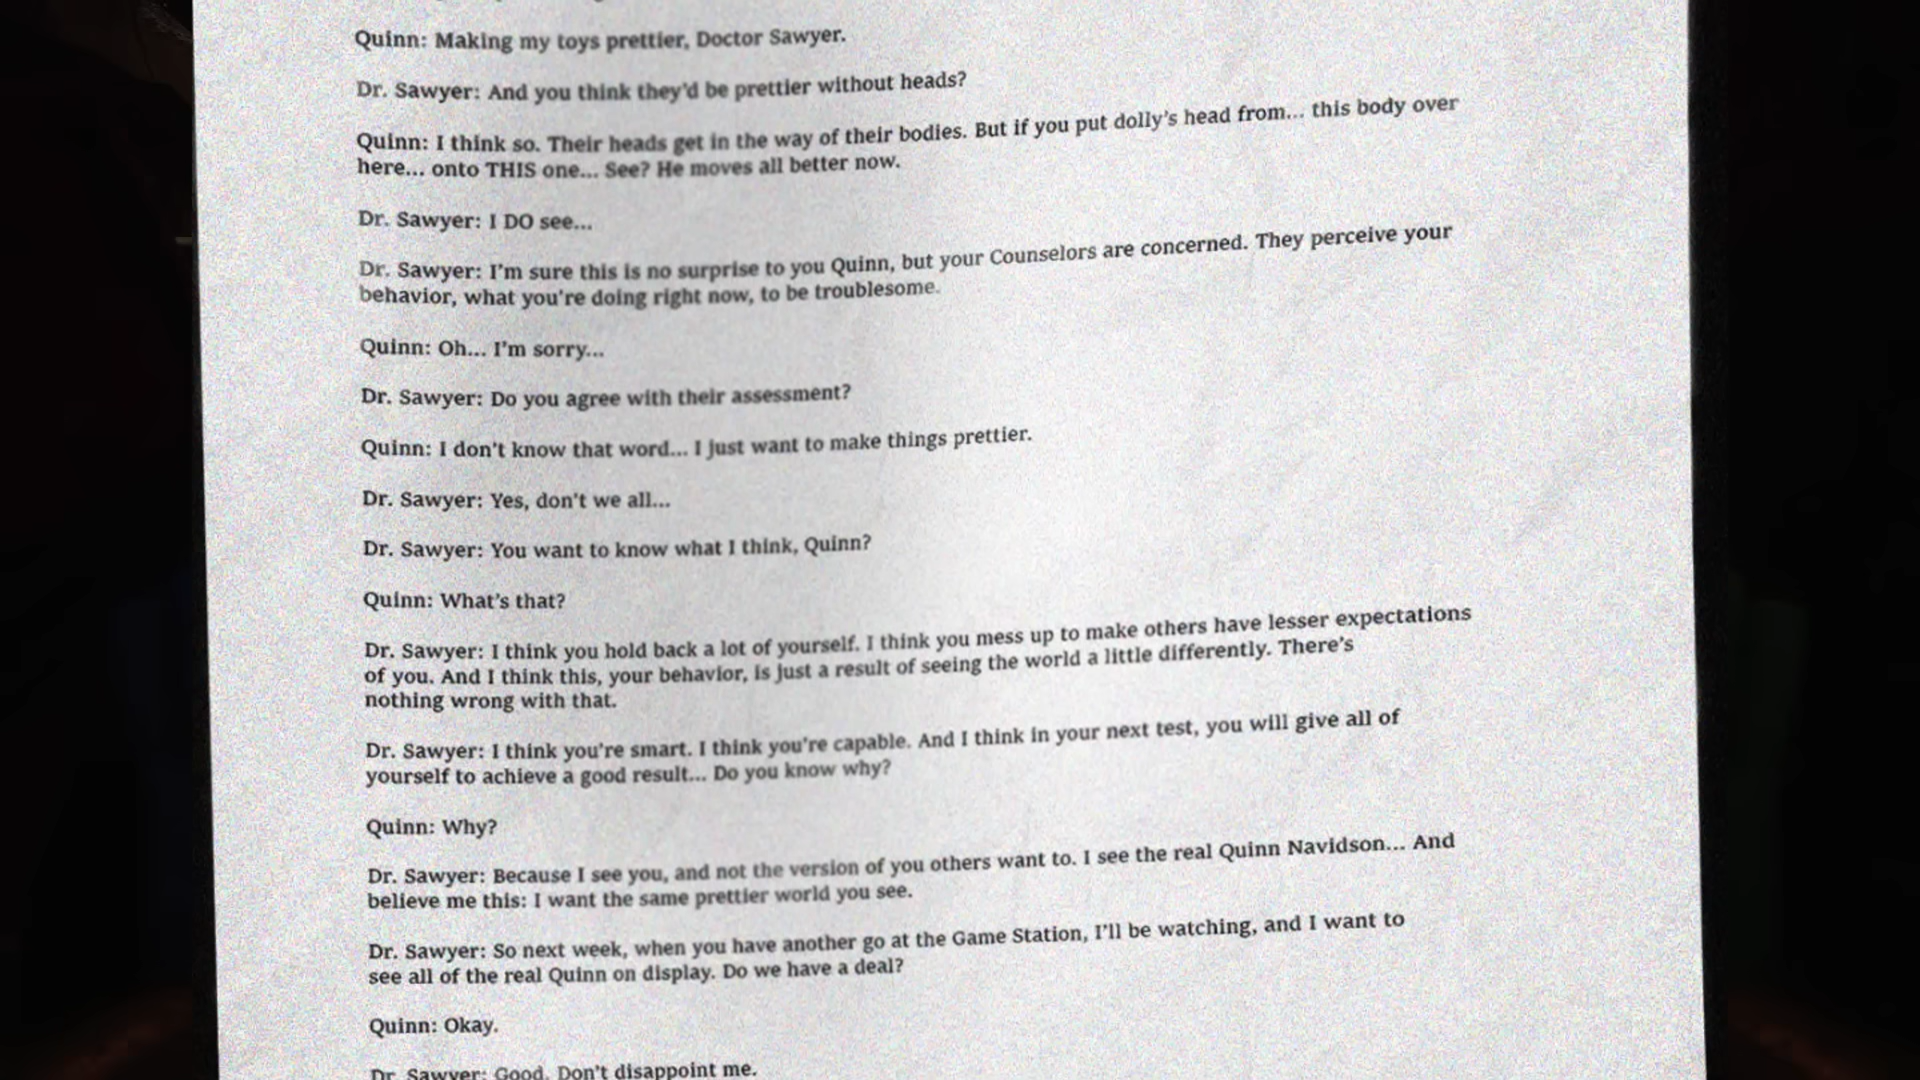 Quinn: Making my toys prettier, Doctor Sawyer.
Dr. Sawyer: And you think they'd be prettier without heads?
Quinn: I think so. Their heads get in the way of their bodies. But if you put dolly's head from... this body over
here... onto THIS one... See? He moves all better now.
Dr. Sawyer: I DO see...
Dr. Sawyer: I'm sure this is no surprise to you Quinn, but your Counselors are concerned. They perceive your
behavior, what you're doing right now, to be troublesome.
Quinn: Oh... I'm sorry...
Dr. Sawyer: Do you agree with their assessment?
Quinn: I don't know that word... I just want to make things prettier.
Dr. Sawyer: Yes, don't we all...
Dr. Sawyer: You want to know what I think, Quinn?
Quinn: What's that?
Dr. Sawyer: I think you hold back a lot of yourself. I think you mess up to make others have lesser expectations
of you. And I think this, your behavior, is just a result of seeing the world a little differently. There's
nothing wrong with that.
Dr. Sawyer: I think you're smart. I think you're capable. And I think in your next test, you will give all of
yourself to achieve a good result... Do you know why?
Quinn: Why?
Dr. Sawyer: Because I see you, and not the version of you others want to. I see the real Quinn Navidson... And
believe me this: I want the same prettier world you see.
Dr. Sawyer: So next week, when you have another go at the Game Station, I'll be watching, and I want to
see all of the real Quinn on display. Do we have a deal?
Quinn: Okay.
Dr. Sawyer: Good. Don't disappoint me.